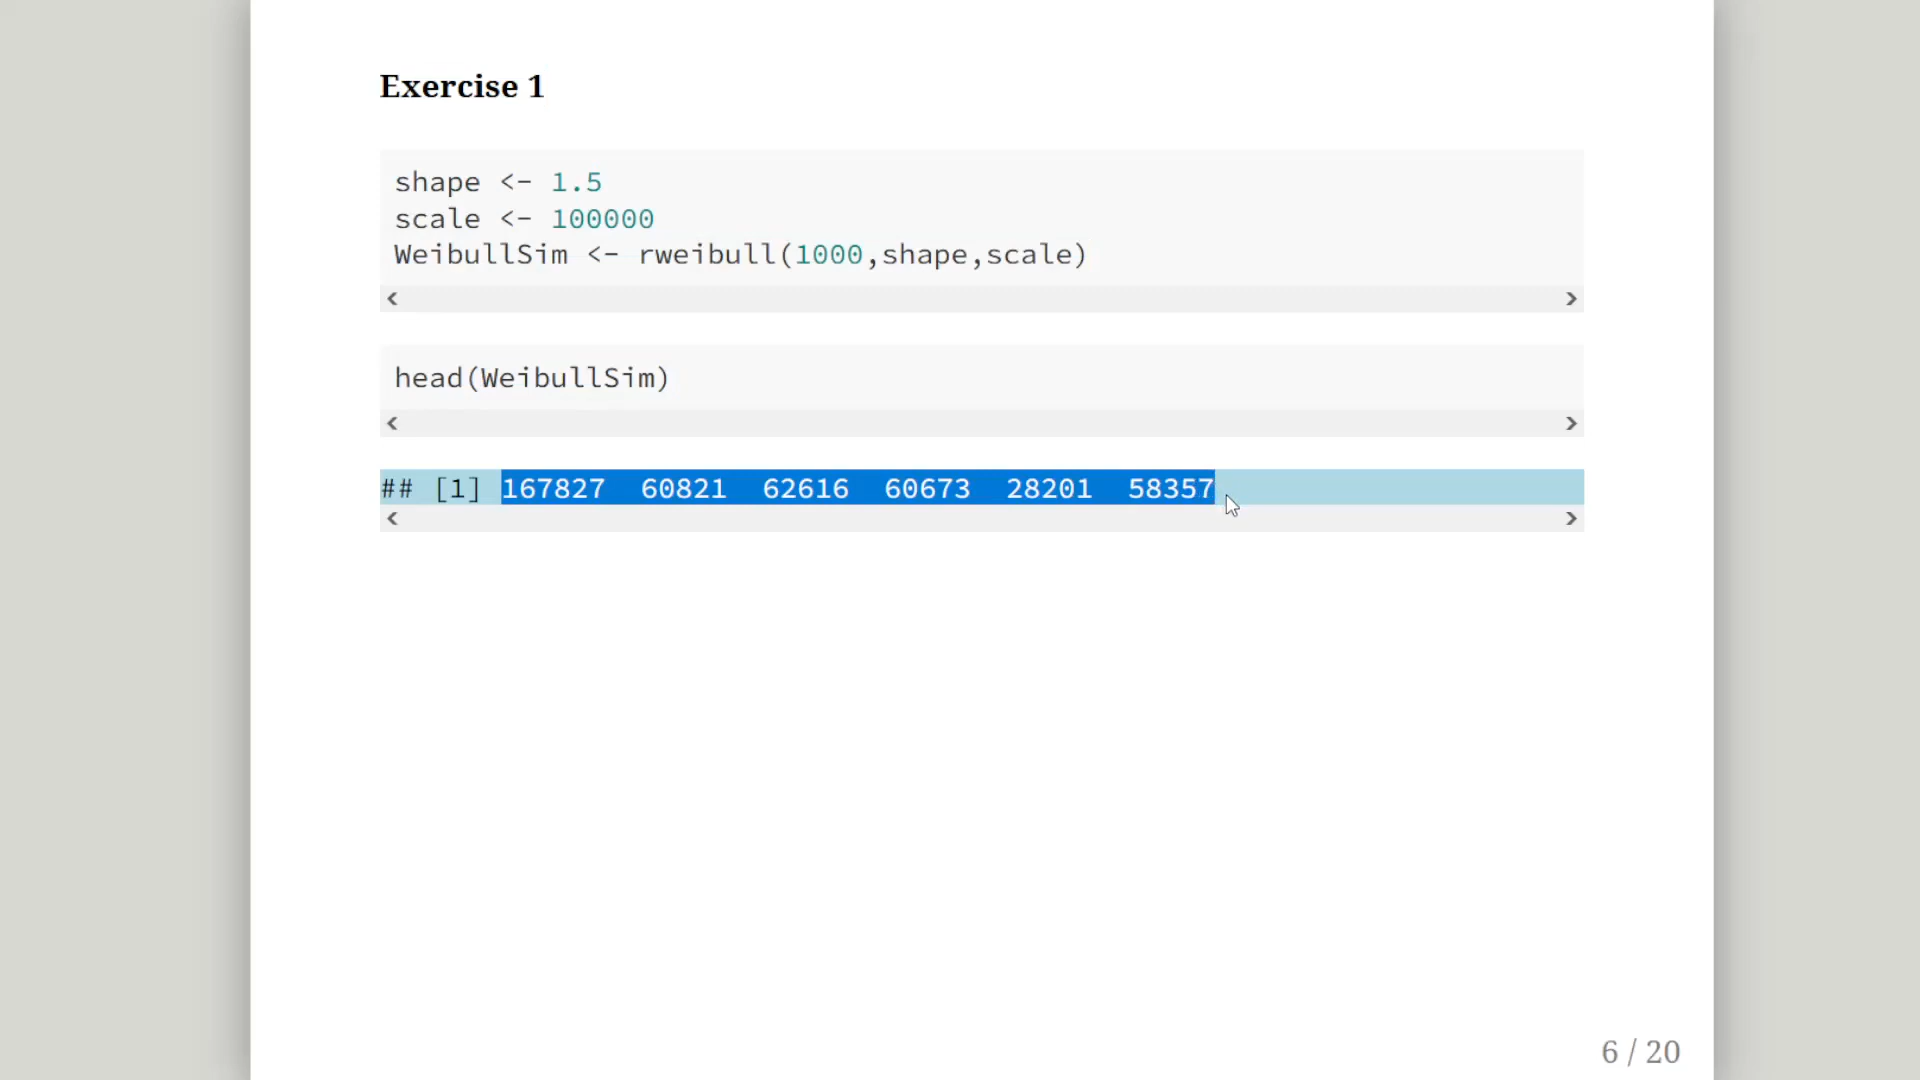 Exercise 1
shape <- 1.5
scale <- 100000
WeibullSim <- rweibull(1000,shape,scale)
head(WeibullSim)
## [1] 167827  60821  62616  60673  28201  58357
6 / 20